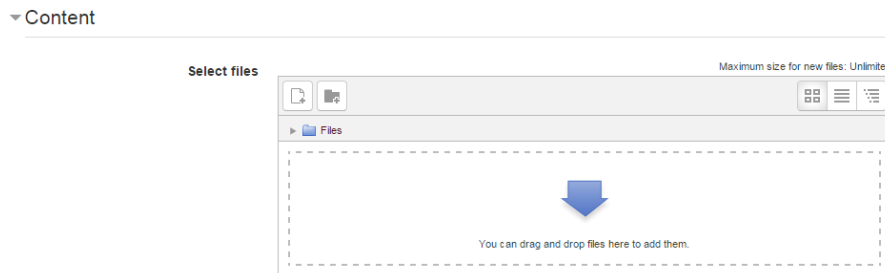 Content
Select files
Maximum size for new files: Unlimite
Files
You can drag and drop files here to add them.